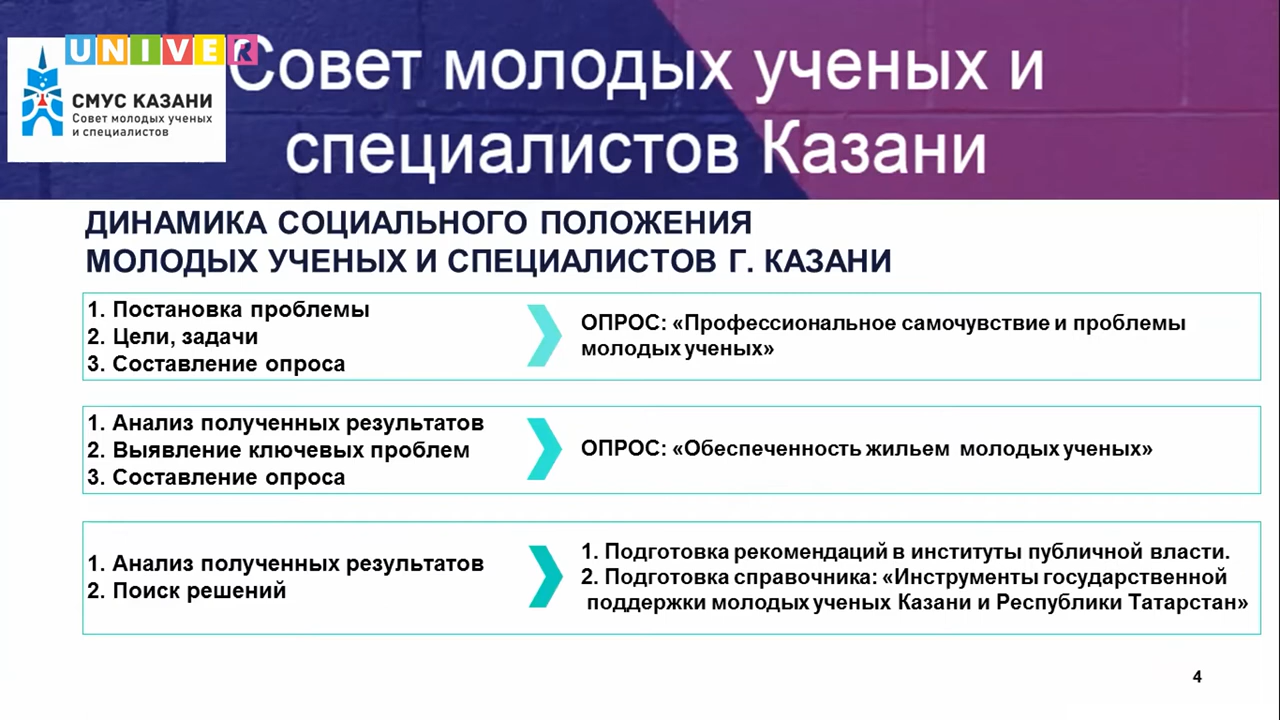 UNIVER
СМУС КАЗАНИ
Совет молодых ученых
и специалистов
Совет молодых ученых и
специалистов Казани
ДИНАМИКА СОЦИАЛЬНОГО ПОЛОЖЕНИЯ
МОЛОДЫХ УЧЕНЫХ И СПЕЦИАЛИСТОВ Г. КАЗАНИ
1. Постановка проблемы
2. Цели, задачи
3. Составление опроса
ОПРОС: «Профессиональное самочувствие и проблемы
молодых ученых»
1. Анализ полученных результатов
2. Выявление ключевых проблем
3. Составление опроса
ОПРОС: «Обеспеченность жильем молодых ученых»
1. Анализ полученных результатов
2. Поиск решений
1. Подготовка рекомендаций в институты публичной власти.
2. Подготовка справочника: «Инструменты государственной
поддержки молодых ученых Казани и Республики Татарстан»
4